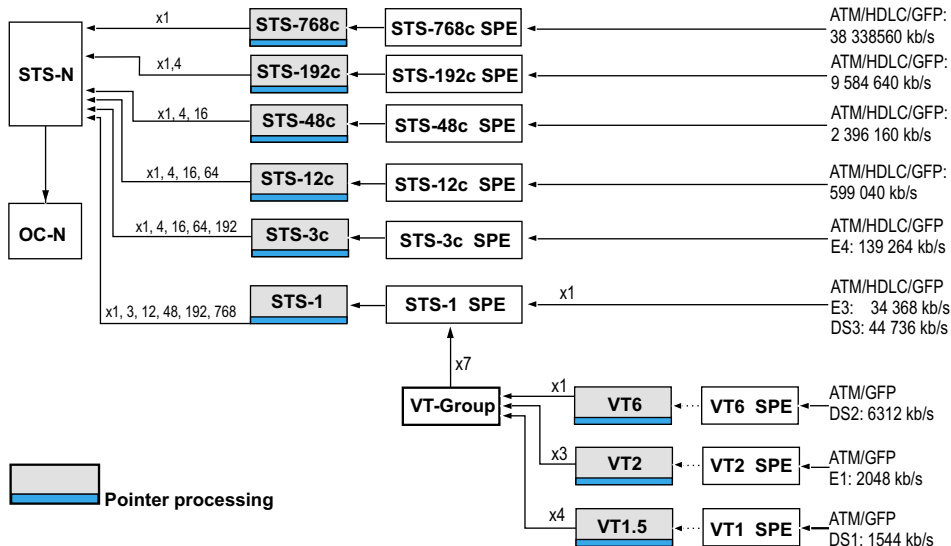 x1 STS-768c STS-768c SPE ATM/HDLC/GFP:
38 338560 kb/s
STS-N x1,4 STS-192c STS-192c SPE ATM/HDLC/GFP:
9 584 640 kb/s
x1, 4, 16 STS-48c STS-48c SPE ATM/HDLC/GFP:
2 396 160 kb/s
x1, 4, 16, 64 STS-12c STS-12c SPE ATM/HDLC/GFP:
599 040 kb/s
OC-N x1, 4, 16, 64, 192 STS-3c STS-3c SPE ATM/HDLC/GFP
E4: 139 264 kb/s
x1, 3, 12, 48, 192, 768 STS-1 STS-1 SPE x1 ATM/HDLC/GFP
E3: 34 368 kb/s
DS3: 44 736 kb/s
x7
VT-Group x1 VT6 VT6 SPE ATM/GFP
DS2: 6312 kb/s
x3 VT2 VT2 SPE ATM/GFP
E1: 2048 kb/s
Pointer processing
x4 VT1.5 VT1 SPE ATM/GFP
DS1: 1544 kb/s